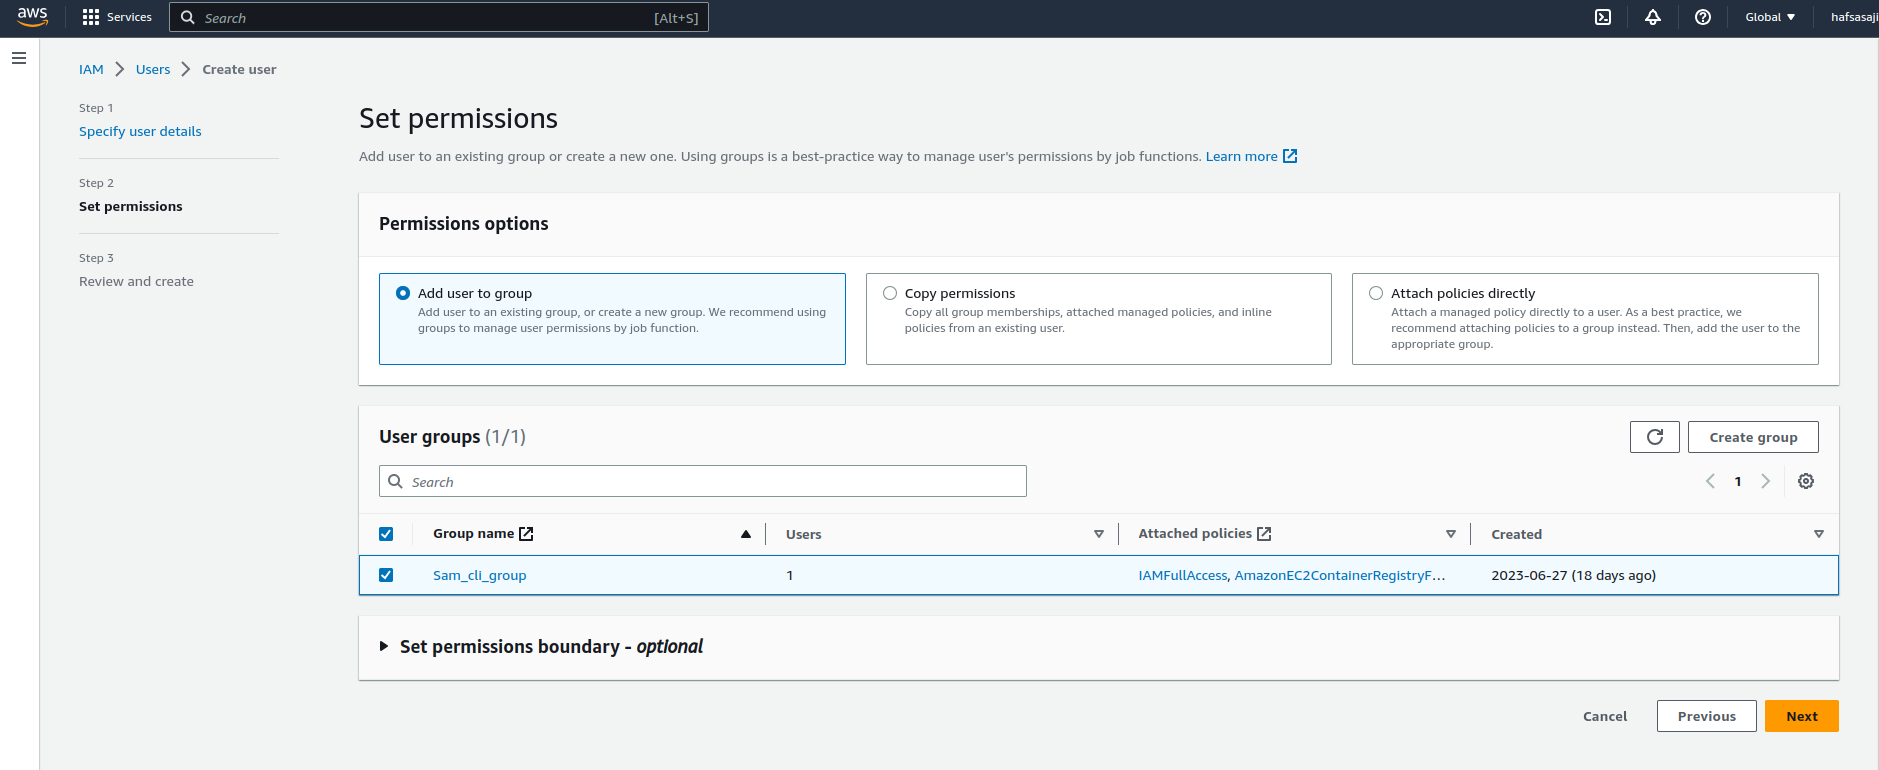 aws
Services
Search
[Alt+S]
Global
hafsasaji
IAM
Users
Create user
Step 1
Specify user details
Step 2
Set permissions
Step 3
Review and create
Set permissions
Add user to an existing group or create a new one. Using groups is a best-practice way to manage user's permissions by job functions. Learn more
Permissions options
Add user to group
Add user to an existing group, or create a new group. We recommend using
groups to manage user permissions by job function.
Copy permissions
Copy all group memberships, attached managed policies, and inline
policies from an existing user.
Attach policies directly
Attach a managed policy directly to a user. As a best practice, we
recommend attaching policies to a group instead. Then, add the user to the
appropriate group.
User groups (1/1)
Create group
Search
1
Group name
Users
Attached policies
Created
Sam_cli_group
1
IAMFullAccess, AmazonEC2ContainerRegistryF…
2023-06-27 (18 days ago)
Set permissions boundary - optional
Cancel
Previous
Next